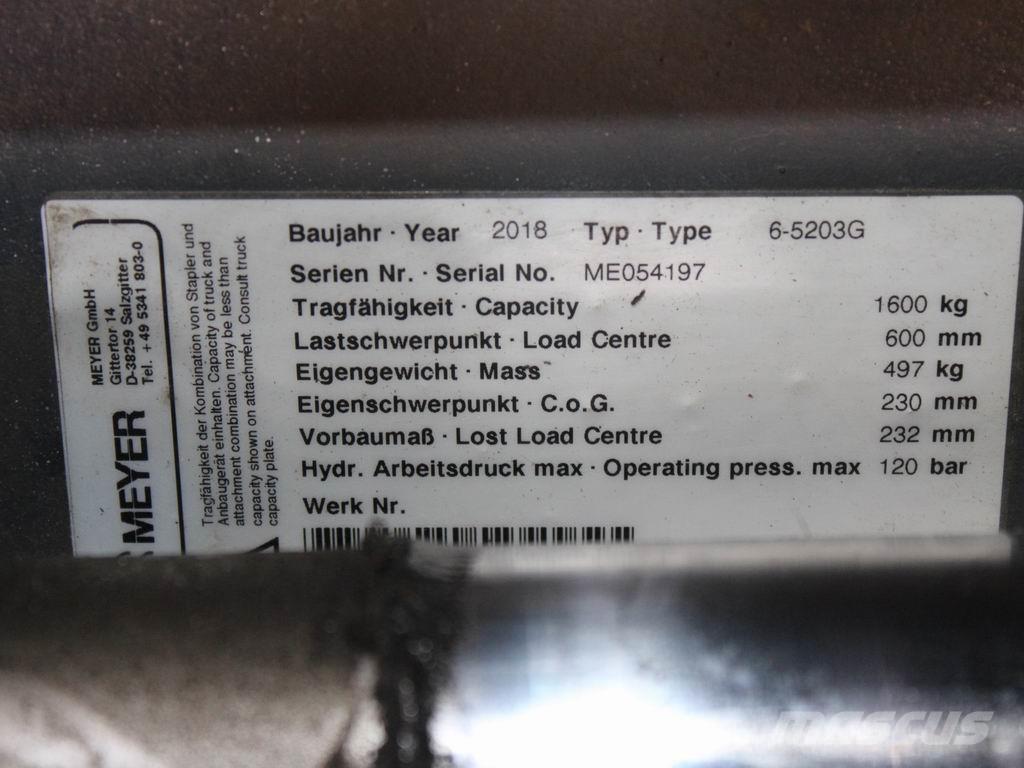 MEYER GmbH
Gittertor 14
D-38259 Salzgitter
Tel. +49 5341 803-0
MEYER
Tragfähigkeit der Kombination von Stapler und
Anbaugerät einhalten. Capacity of truck and
attachment combination may be less than
capacity shown on attachment. Consult truck
capacity plate.
Baujahr · Year 2018 Typ · Type 6-5203G
Serien Nr. · Serial No. ME054197
Tragfähigkeit · Capacity 1600 kg
Lastschwerpunkt · Load Centre 600 mm
Eigengewicht · Mass 497 kg
Eigenschwerpunkt · C.o.G. 230 mm
Vorbaumaß · Lost Load Centre 232 mm
Hydr. Arbeitsdruck max · Operating press. max 120 bar
Werk Nr.
mascus